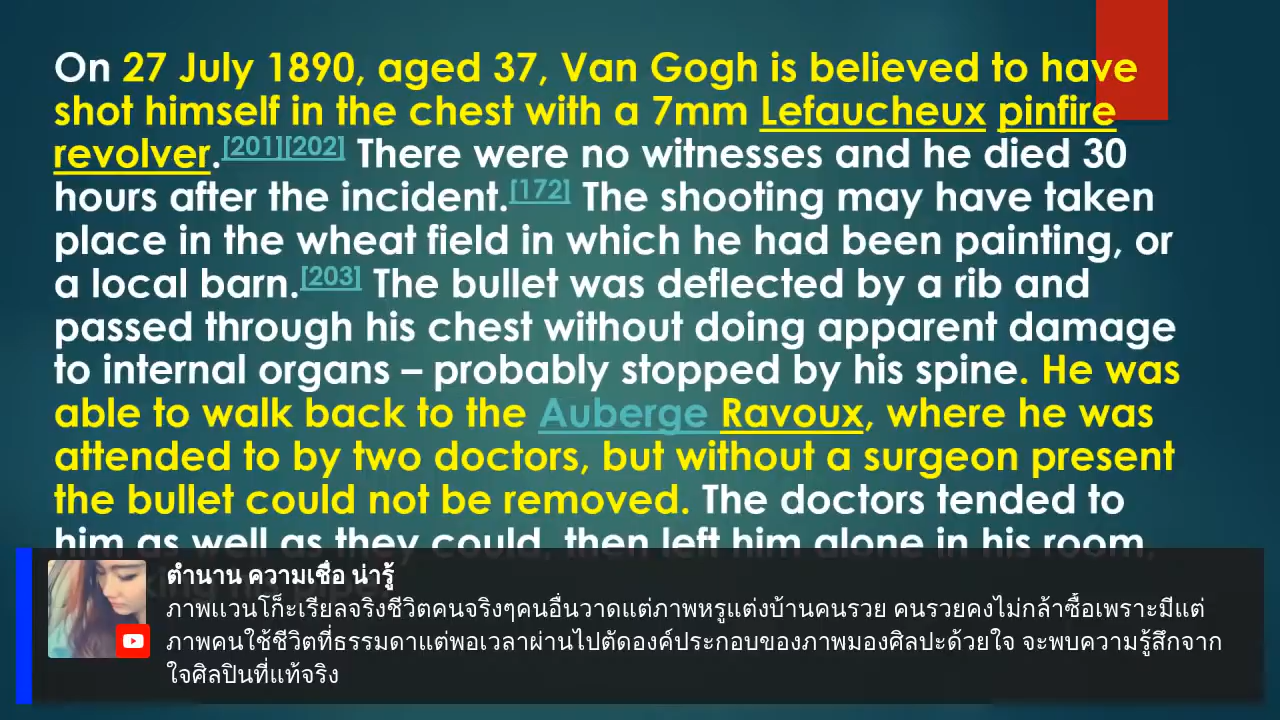 On 27 July 1890, aged 37, Van Gogh is believed to have
shot himself in the chest with a 7mm Lefaucheux pinfire
revolver.[201][202] There were no witnesses and he died 30
hours after the incident.[172] The shooting may have taken
place in the wheat field in which he had been painting, or
a local barn.[203] The bullet was deflected by a rib and
passed through his chest without doing apparent damage
to internal organs – probably stopped by his spine. He was
able to walk back to the Auberge Ravoux, where he was
attended to by two doctors, but without a surgeon present
the bullet could not be removed. The doctors tended to
him as well as they could, then left him alone in his room,
ตำนาน ความเชื่อ น่ารู้
ภาพแวนโก็ะเรียลจริงชีวิตคนจริงๆคนอื่นวาดแต่ภาพหรูแต่งบ้านคนรวย คนรวยคงไม่กล้าซื้อเพราะมีแต่
ภาพคนใช้ชีวิตที่ธรรมดาแต่พอเวลาผ่านไปตัดองค์ประกอบของภาพมองศิลปะด้วยใจ จะพบความรู้สึกจาก
ใจศิลปินที่แท้จริง